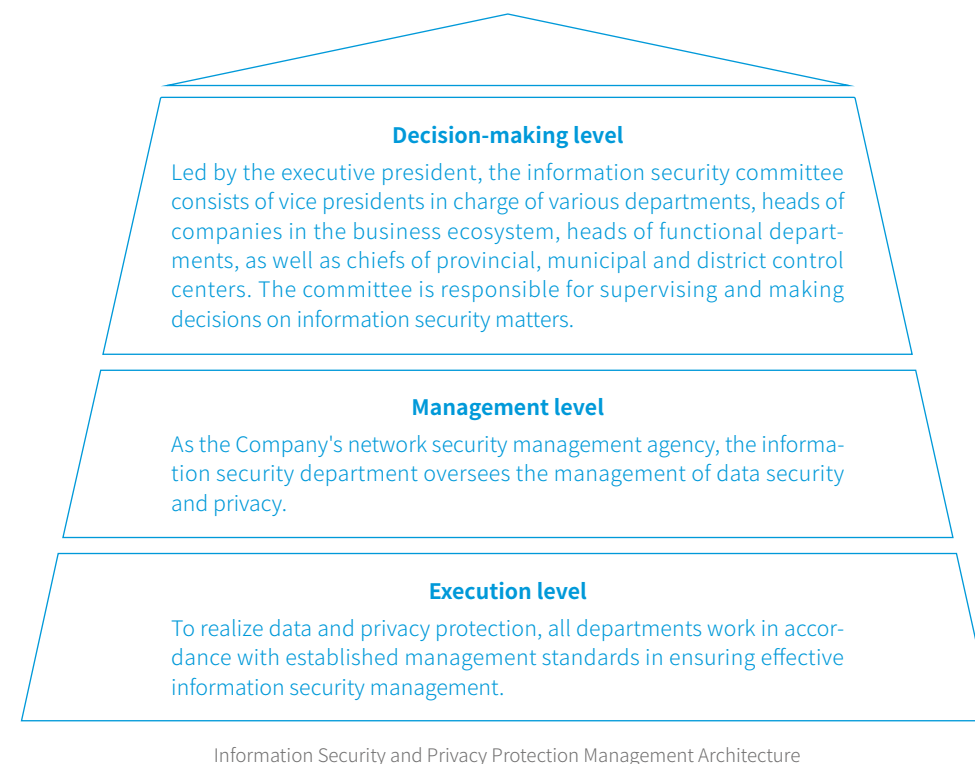 Decision-making level
Led by the executive president, the information security committee
consists of vice presidents in charge of various departments, heads of
companies in the business ecosystem, heads of functional depart-
ments, as well as chiefs of provincial, municipal and district control
centers. The committee is responsible for supervising and making
decisions on information security matters.
Management level
As the Company's network security management agency, the informa-
tion security department oversees the management of data security
and privacy.
Execution level
To realize data and privacy protection, all departments work in accor-
dance with established management standards in ensuring effective
information security management.
Information Security and Privacy Protection Management Architecture